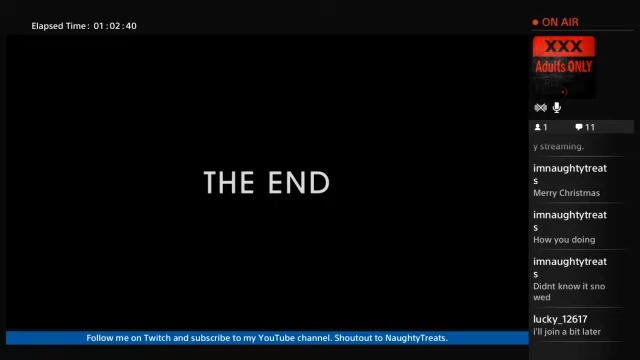 Elapsed Time: 01:02:40
ON AIR
XXX
Adults ONLY
1
11
y streaming.
imnaughtytreat
s
Merry Christmas
imnaughtytreat
s
How you doing
imnaughtytreat
s
Didnt know it sno
wed
lucky_12617
i'll join a bit later
THE END
Follow me on Twitch and subscribe to my YouTube channel. Shoutout to NaughtyTreats.